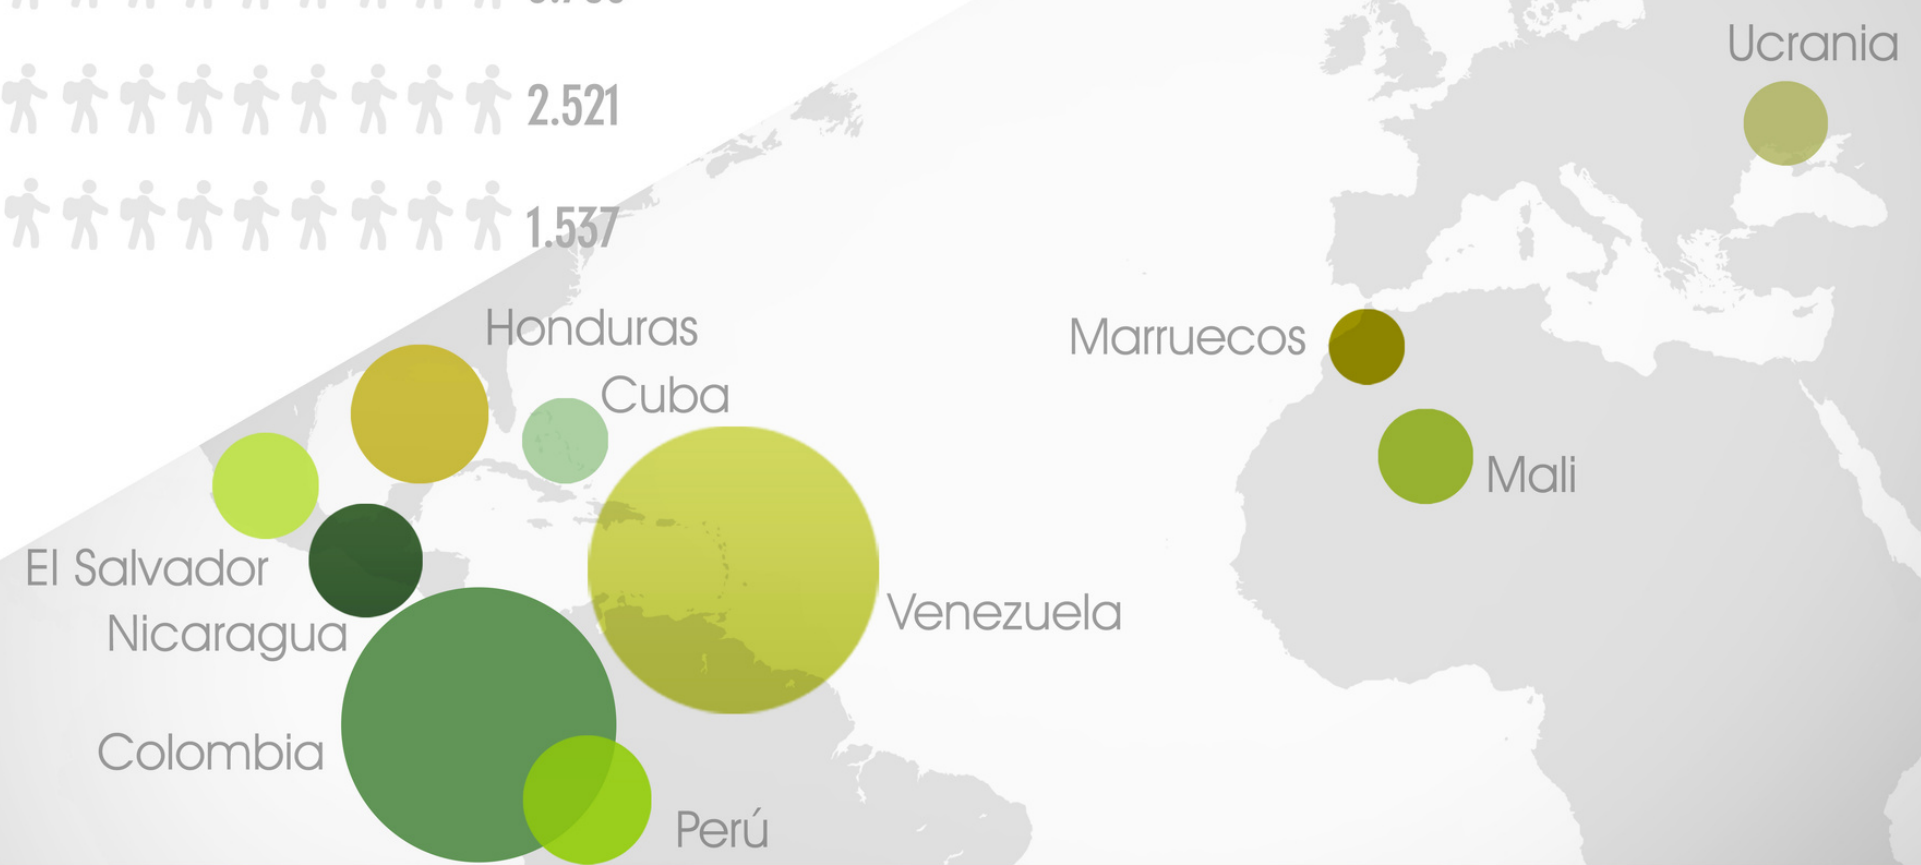 2.521
1.537
Ucrania
Honduras
Marruecos
Cuba
Mali
El Salvador
Venezuela
Nicaragua
Colombia
Perú